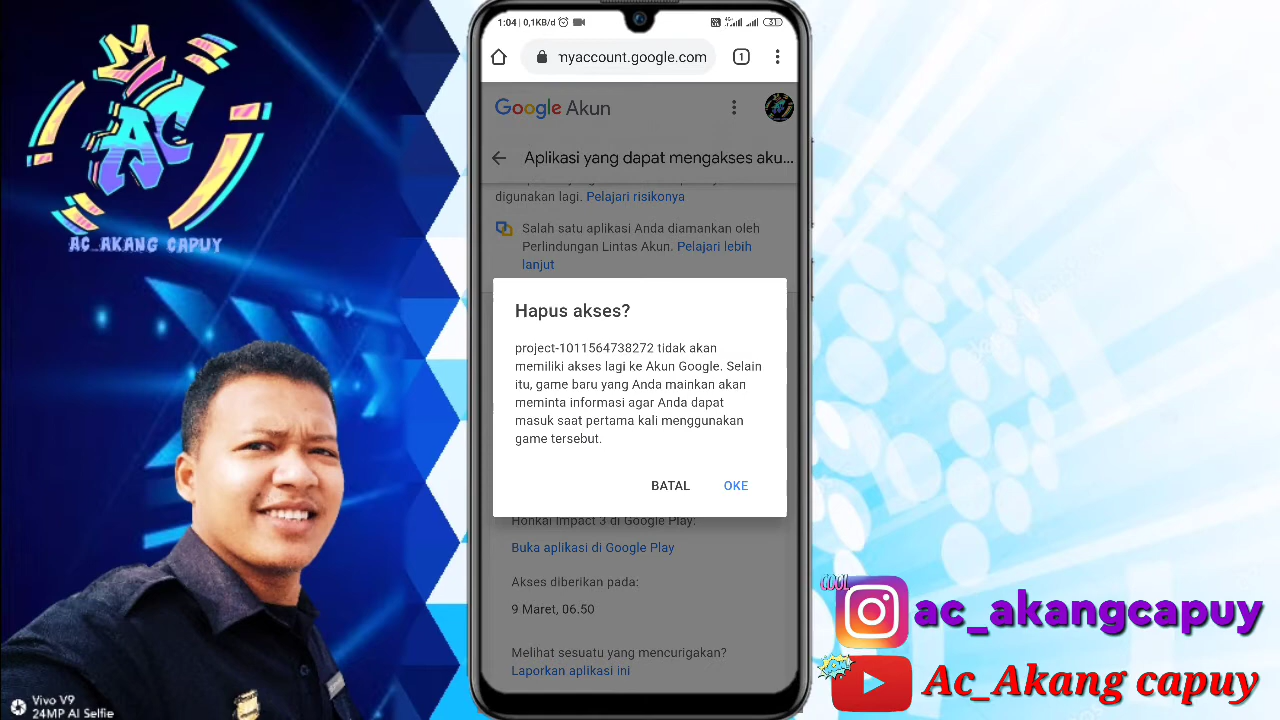 AC
AC_AKANG CAPUY
Vivo V9
24MP AI Selfie
1:04 | 0,1KB/d
31
myaccount.google.com
1
Google Akun
Aplikasi yang dapat mengakses aku...
digunakan lagi. Pelajari risikonya
Salah satu aplikasi Anda diamankan oleh
Perlindungan Lintas Akun. Pelajari lebih
lanjut
Hapus akses?
project-1011564738272 tidak akan
memiliki akses lagi ke Akun Google. Selain
itu, game baru yang Anda mainkan akan
meminta informasi agar Anda dapat
masuk saat pertama kali menggunakan
game tersebut.
BATAL OKE
Honkai Impact 3 di Google Play:
Buka aplikasi di Google Play
Akses diberikan pada:
9 Maret, 06.50
Melihat sesuatu yang mencurigakan?
Laporkan aplikasi ini
COOL
ac_akangcapuy
Ac_Akang capuy